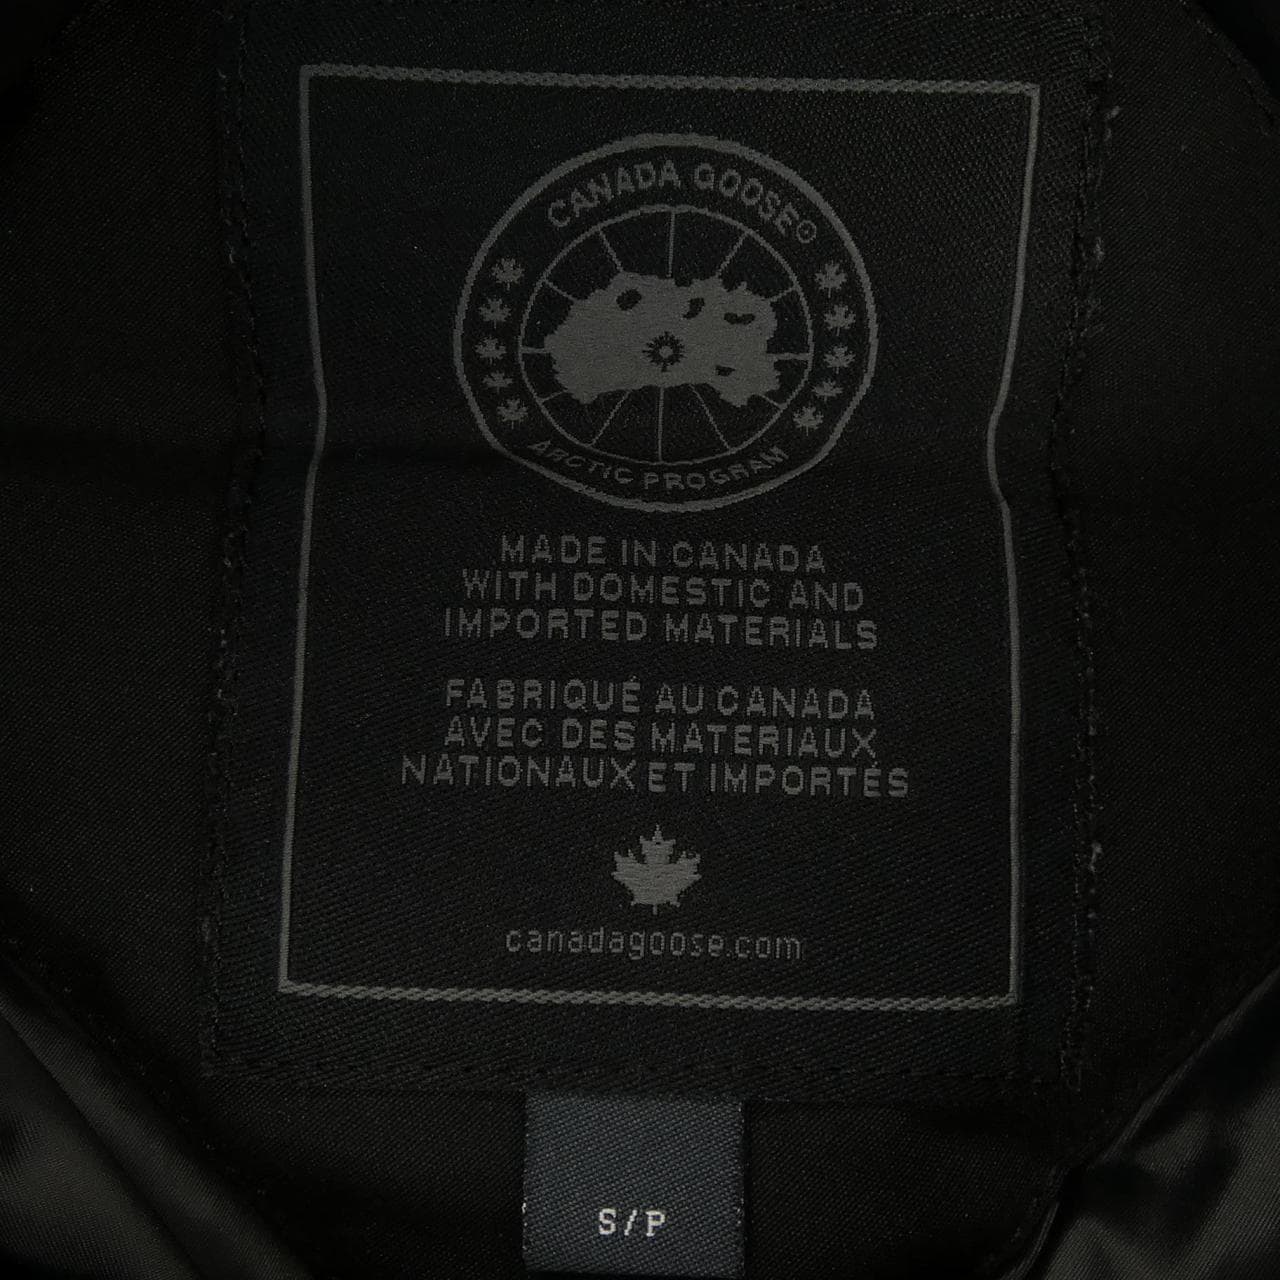 CANADA GOOSE®
ARCTIC PROGRAM
MADE IN CANADA
WITH DOMESTIC AND
IMPORTED MATERIALS
FABRIQUÉ AU CANADA
AVEC DES MATERIAUX
NATIONAUX ET IMPORTÉS
canadagoose.com
S/P